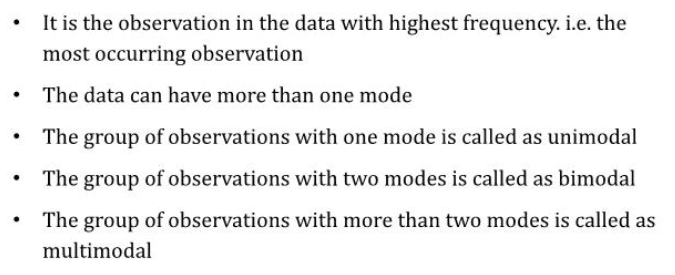 • It is the observation in the data with highest frequency. i.e. the
most occurring observation
• The data can have more than one mode
• The group of observations with one mode is called as unimodal
• The group of observations with two modes is called as bimodal
• The group of observations with more than two modes is called as
multimodal